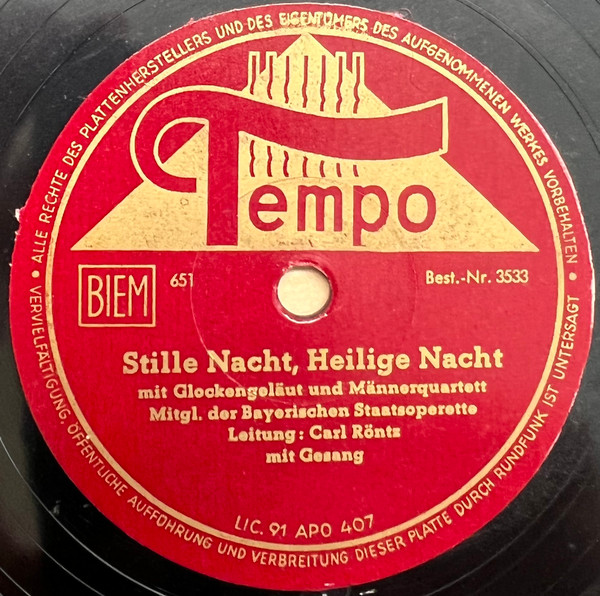 ALLE RECHTE DES PLATTENHERSTELLERS UND DES EIGENTÜMERS DES AUFGENOMMENEN WERKES VORBEHALTEN •
Tempo
BIEM
651
Best.-Nr. 3533
Stille Nacht, Heilige Nacht
mit Glockengeläut und Männerquartett
Mitgl. der Bayerischen Staatsoperette
Leitung: Carl Röntz
mit Gesang
LIC. 91 APO 407
• VERVIELFÄLTIGUNG, ÖFFENTLICHE AUFFÜHRUNG UND VERBREITUNG DIESER PLATTE DURCH RUNDFUNK IST UNTERSAGT